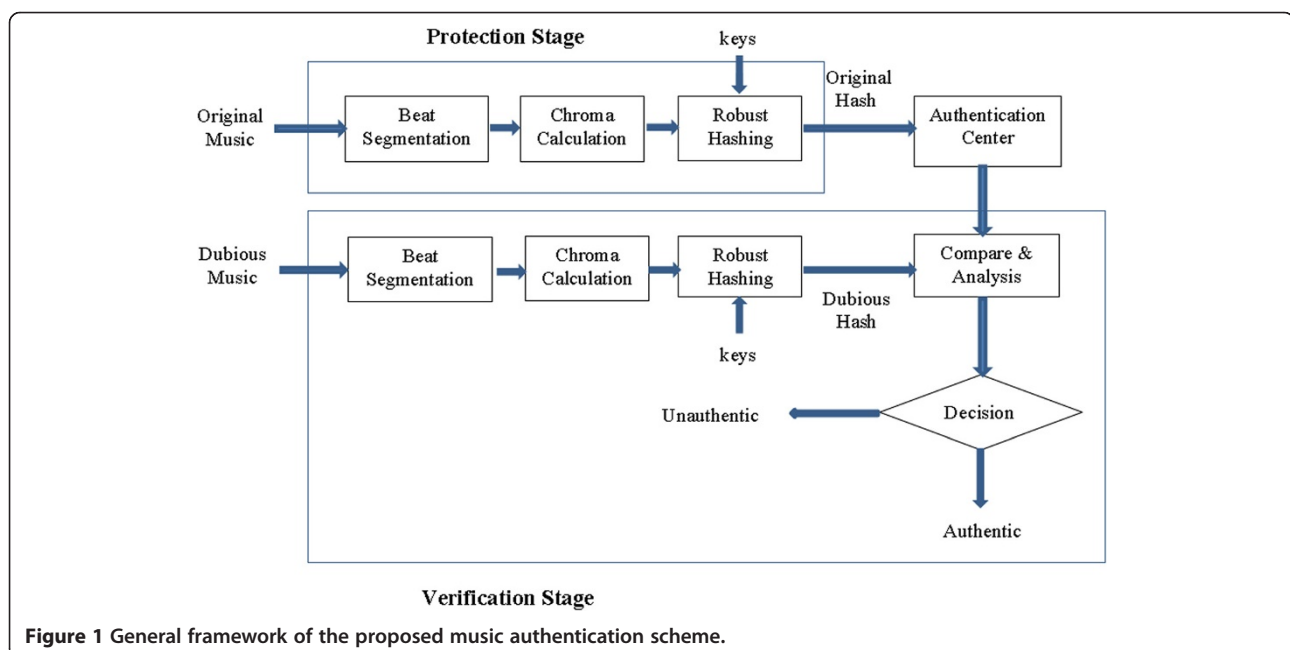 Protection Stage
keys
Original
Music
Beat
Segmentation
Chroma
Calculation
Robust
Hashing
Original
Hash
Authentication
Center
Dubious
Music
Beat
Segmentation
Chroma
Calculation
Robust
Hashing
keys
Dubious
Hash
Compare &
Analysis
Decision
Unauthentic
Authentic
Verification Stage
Figure 1 General framework of the proposed music authentication scheme.